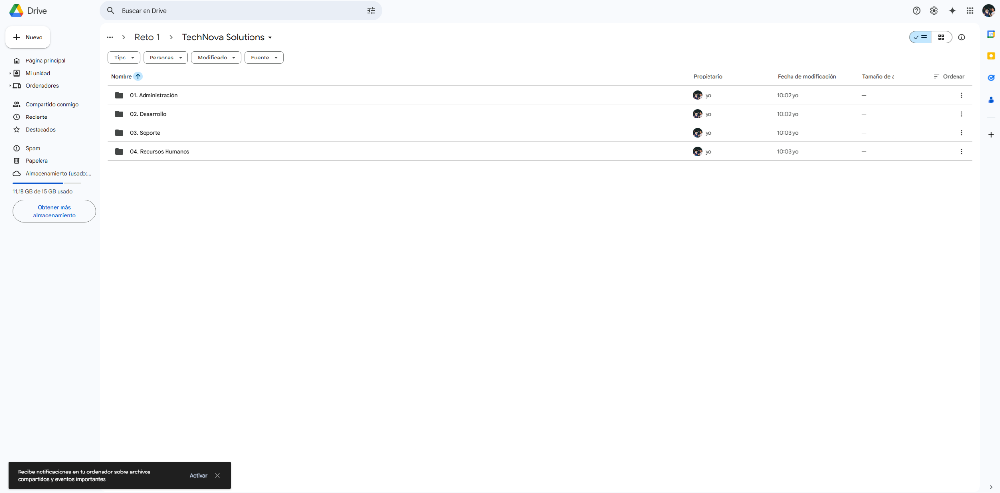 Drive
Buscar en Drive
Nuevo
Reto 1
TechNova Solutions
Tipo
Personas
Modificado
Fuente
Página principal
Mi unidad
Ordenadores
Compartido conmigo
Reciente
Destacados
Spam
Papelera
Almacenamiento (usado:...
11,18 GB de 15 GB usado
Obtener más
almacenamiento
Nombre Propietario Fecha de modificación Tamaño de a Ordenar
01. Administración yo 10:02 yo —
02. Desarrollo yo 10:02 yo —
03. Soporte yo 10:03 yo —
04. Recursos Humanos yo 10:03 yo —
Recibe notificaciones en tu ordenador sobre archivos
compartidos y eventos importantes
Activar
31